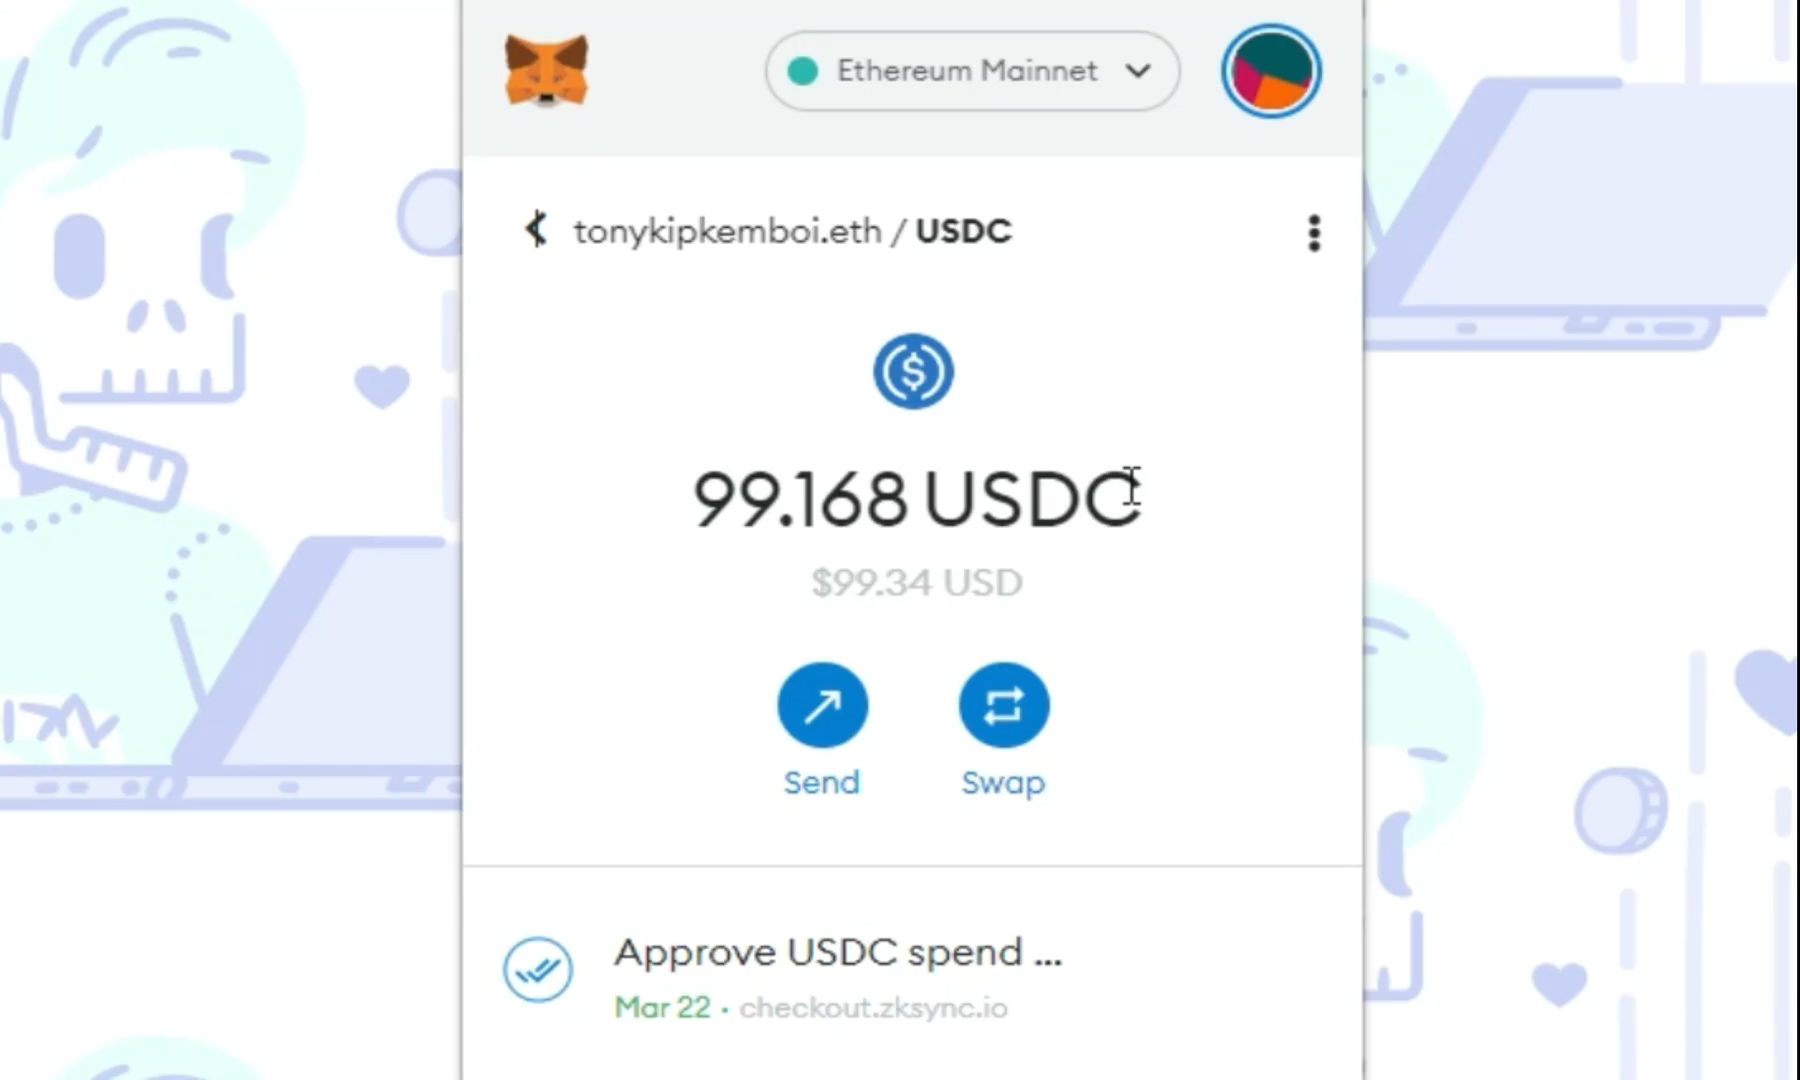 Ethereum Mainnet
tonykipkemboi.eth / USDC
99.168 USDC
$99.34 USD
Send
Swap
Approve USDC spend ...
Mar 22 · checkout.zksync.io